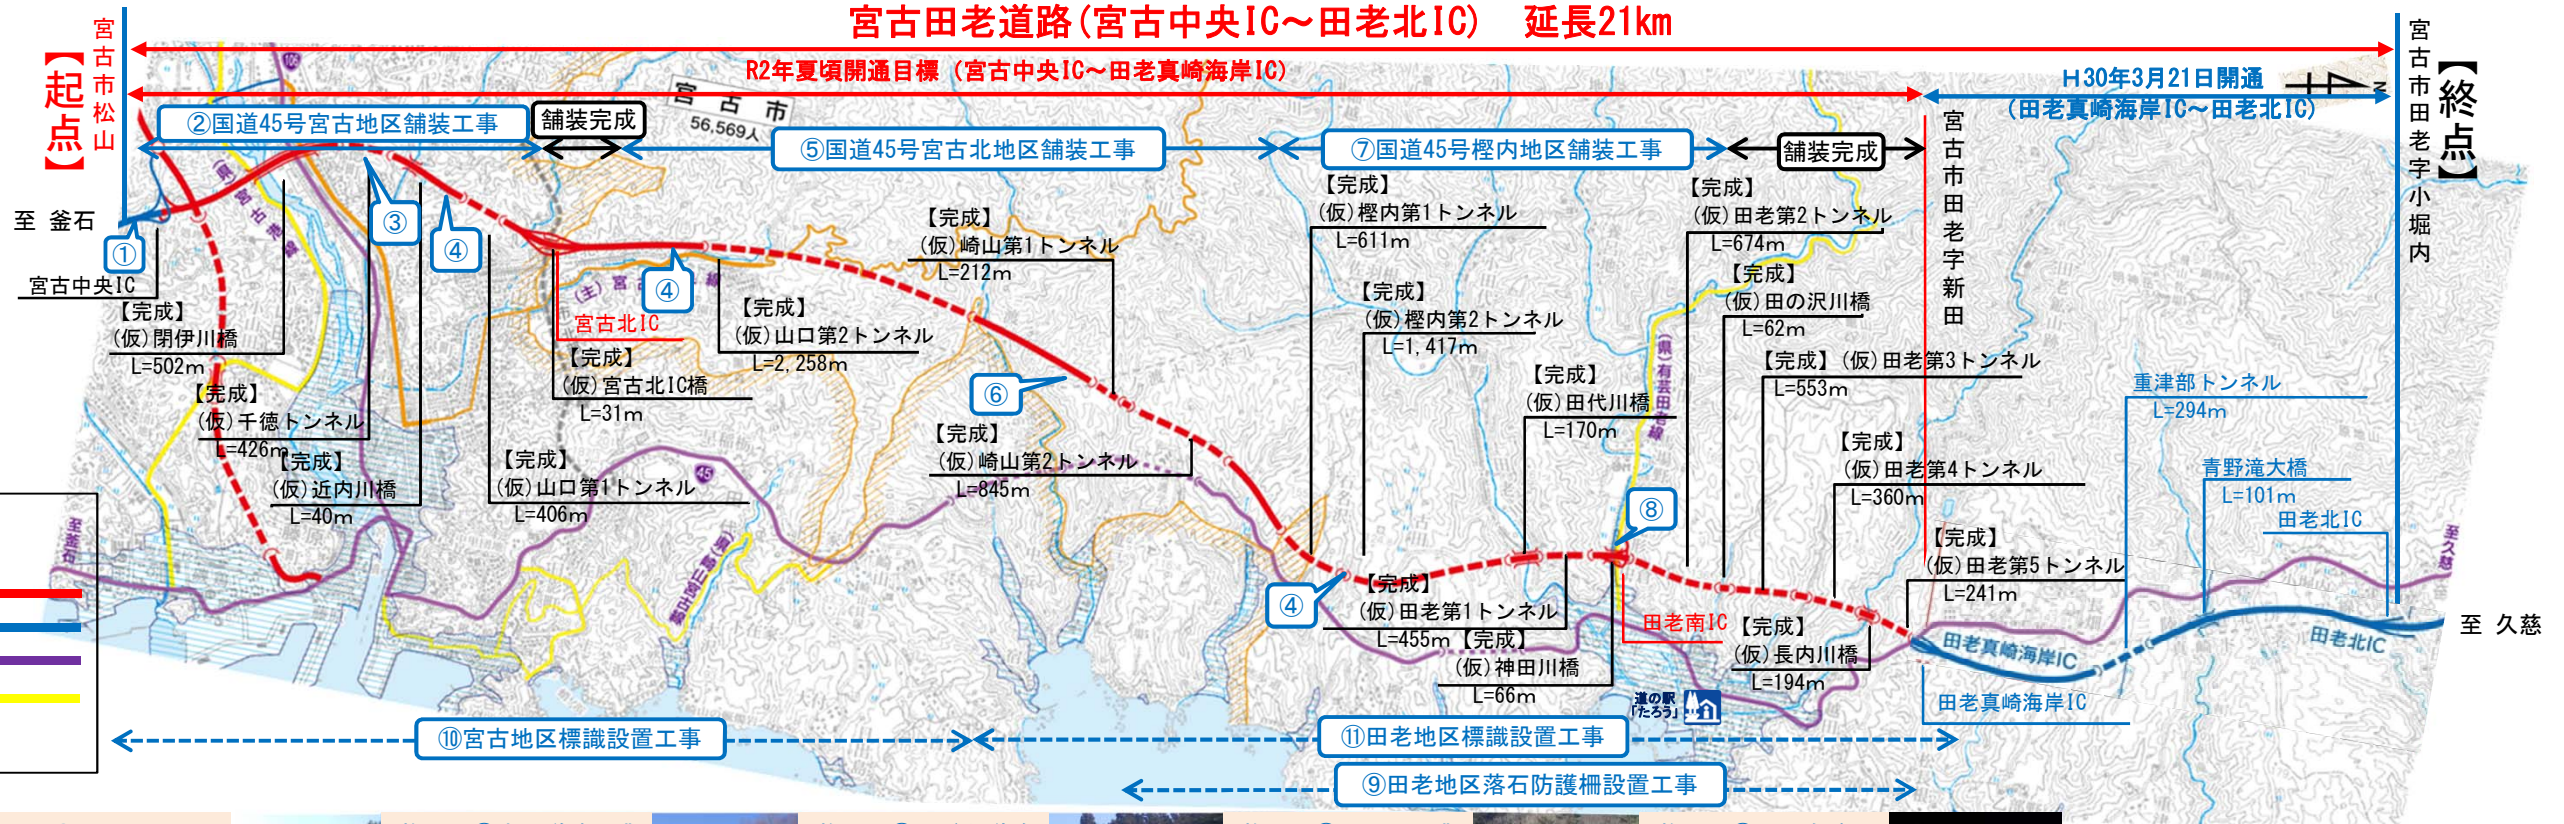 宮古田老道路(宮古中央IC～田老北IC)　延長21km
R2年夏頃開通目標（宮古中央IC～田老真崎海岸IC）
H30年3月21日開通
(田老真崎海岸IC～田老北IC)
【起点】
宮古市松山
【終点】
宮古市田老字小堀内
宮古市田老字新田
N
106
宮古市
56,569人
②国道45号宮古地区舗装工事
舗装完成
⑤国道45号宮古北地区舗装工事
⑦国道45号樫内地区舗装工事
舗装完成
至 釜石
①
③
④
④
⑥
④
⑧
宮古中央IC
【完成】
(仮)閉伊川橋
L=502m
【完成】
(仮)千徳トンネル
L=426m
【完成】
(仮)近内川橋
L=40m
【完成】
(仮)山口第1トンネル
L=406m
宮古北IC
【完成】
(仮)宮古北IC橋
L=31m
【完成】
(仮)山口第2トンネル
L=2,258m
【完成】
(仮)崎山第1トンネル
L=212m
【完成】
(仮)崎山第2トンネル
L=845m
【完成】
(仮)樫内第1トンネル
L=611m
【完成】
(仮)樫内第2トンネル
L=1,417m
【完成】
(仮)田代川橋
L=170m
【完成】
(仮)田老第1トンネル
L=455m
【完成】
(仮)神田川橋
L=66m
田老南IC
【完成】
(仮)田老第2トンネル
L=674m
【完成】
(仮)田の沢川橋
L=62m
【完成】(仮)田老第3トンネル
L=553m
【完成】
(仮)田老第4トンネル
L=360m
【完成】
(仮)長内川橋
L=194m
【完成】
(仮)田老第5トンネル
L=241m
重津部トンネル
L=294m
青野滝大橋
L=101m
田老北IC
田老真崎海岸IC
田老真崎海岸IC
田老北IC
至 久慈
至久慈
至釜石
45
(県)有芸田老線
道の駅
「たろう」
⑩宮古地区標識設置工事
⑪田老地区標識設置工事
⑨田老地区落石防護柵設置工事